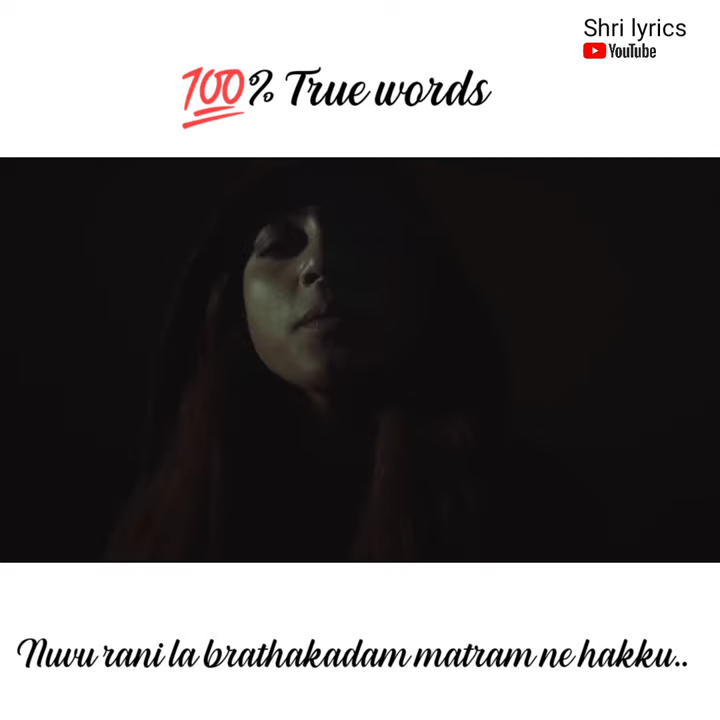 Shri lyrics
YouTube
💯% True words
Nuvu rani la brathakadam matram ne hakku..